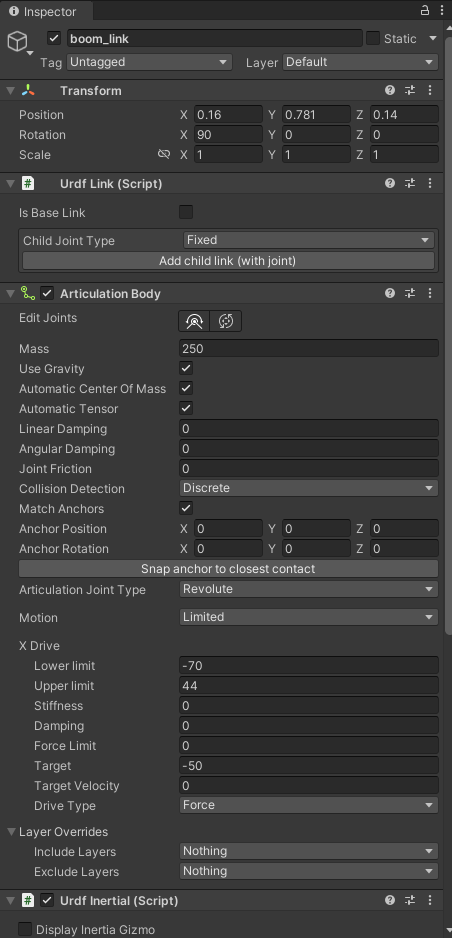 Inspector
boom_link Static
Tag Untagged Layer Default
Transform
Position X 0.16 Y 0.781 Z 0.14
Rotation X 90 Y 0 Z 0
Scale X 1 Y 1 Z 1
# Urdf Link (Script)
Is Base Link
Child Joint Type Fixed
Add child link (with joint)
Articulation Body
Edit Joints
Mass 250
Use Gravity
Automatic Center Of Mass
Automatic Tensor
Linear Damping 0
Angular Damping 0
Joint Friction 0
Collision Detection Discrete
Match Anchors
Anchor Position X 0 Y 0 Z 0
Anchor Rotation X 0 Y 0 Z 0
Snap anchor to closest contact
Articulation Joint Type Revolute
Motion Limited
X Drive
Lower limit -70
Upper limit 44
Stiffness 0
Damping 0
Force Limit 0
Target -50
Target Velocity 0
Drive Type Force
Layer Overrides
Include Layers Nothing
Exclude Layers Nothing
# Urdf Inertial (Script)
Display Inertia Gizmo